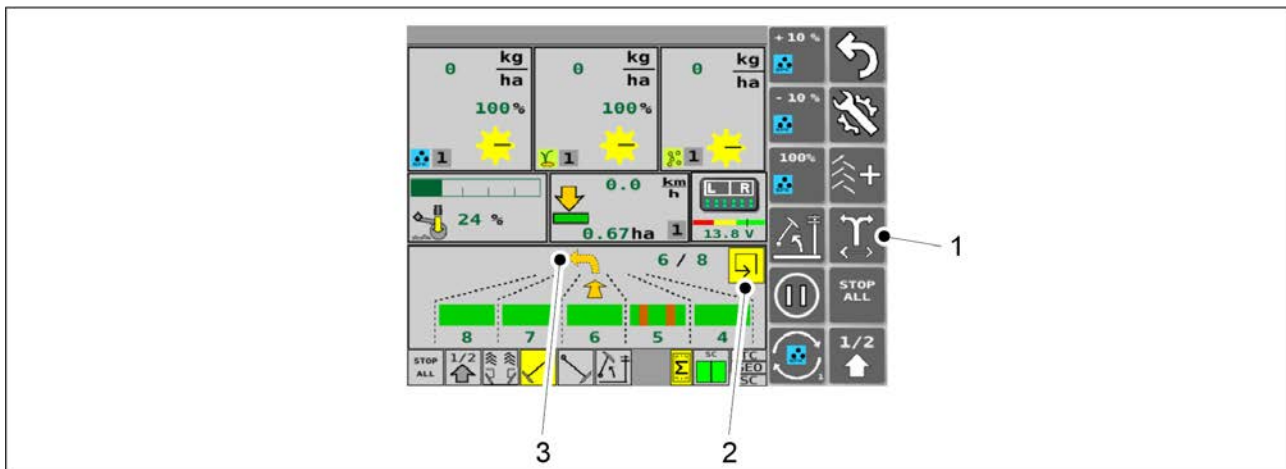 0 kg/ha
100%
1
0 kg/ha
100%
1
0 kg/ha
1
24 %
0.0 km/h
0.67ha 1
L R
13.8 V
6 / 8
8 7 6 5 4
STOP ALL
1/2
Σ
SC
TC
GEO
SC
+ 10 %
- 10 %
100%
STOP ALL
1
1/2
1
2
3